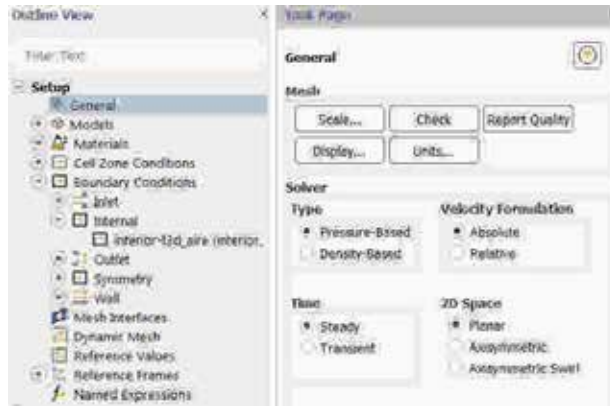 Outline View
Task Page
Filter Text
Setup
General
Models
Materials
Cell Zone Conditions
Boundary Conditions
Inlet
Internal
interior-f3d_aire (interior,
Outlet
Symmetry
Wall
Mesh Interfaces
Dynamic Mesh
Reference Values
Reference Frames
Named Expressions
General
Mesh
Scale... Check Report Quality
Display... Units...
Solver
Type Velocity Formulation
Pressure-Based Absolute
Density-Based Relative
Time 2D Space
Steady Planar
Transient Axisymmetric
Axisymmetric Swirl